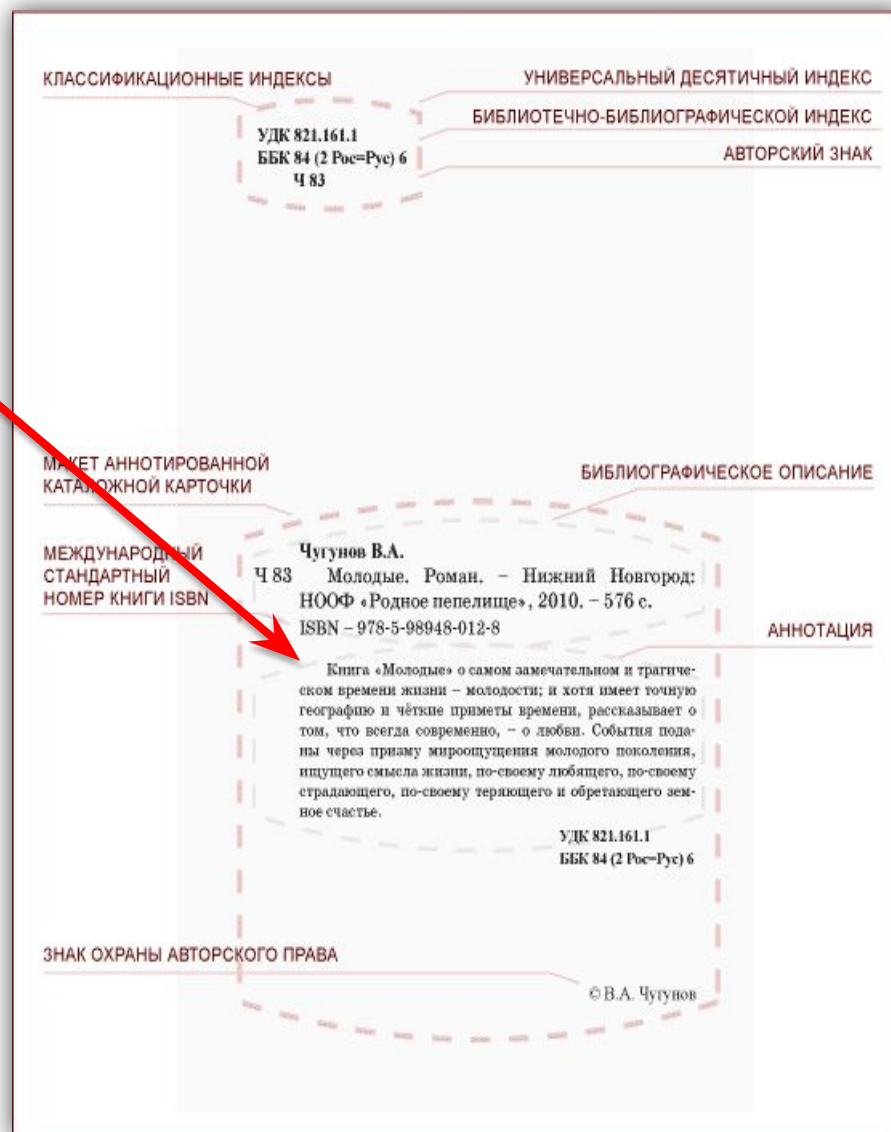 КЛАССИФИКАЦИОННЫЕ ИНДЕКСЫ
УНИВЕРСАЛЬНЫЙ ДЕСЯТИЧНЫЙ ИНДЕКС
БИБЛИОТЕЧНО-БИБЛИОГРАФИЧЕСКОЙ ИНДЕКС
АВТОРСКИЙ ЗНАК
УДК 821.161.1
ББК 84 (2 Рос=Рус) 6
Ч 83
МАКЕТ АННОТИРОВАННОЙ
КАТАЛОЖНОЙ КАРТОЧКИ
БИБЛИОГРАФИЧЕСКОЕ ОПИСАНИЕ
МЕЖДУНАРОДНЫЙ
СТАНДАРТНЫЙ
НОМЕР КНИГИ ISBN
Чугунов В.А.
Ч 83 Молодые. Роман. – Нижний Новгород:
НООФ «Родное пепелище», 2010. – 576 с.
ISBN – 978-5-98948-012-8
АННОТАЦИЯ
Книга «Молодые» о самом замечательном и трагиче-
ском времени жизни – молодости; и хотя имеет точную
географию и чёткие приметы времени, рассказывает о
том, что всегда современно, – о любви. События пода-
ны через призму мироощущения молодого поколения,
ищущего смысла жизни, по-своему любящего, по-своему
страдающего, по-своему теряющего и обретающего зем-
ное счастье.
УДК 821.161.1
ББК 84 (2 Рос=Рус) 6
ЗНАК ОХРАНЫ АВТОРСКОГО ПРАВА
© В.А. Чугунов